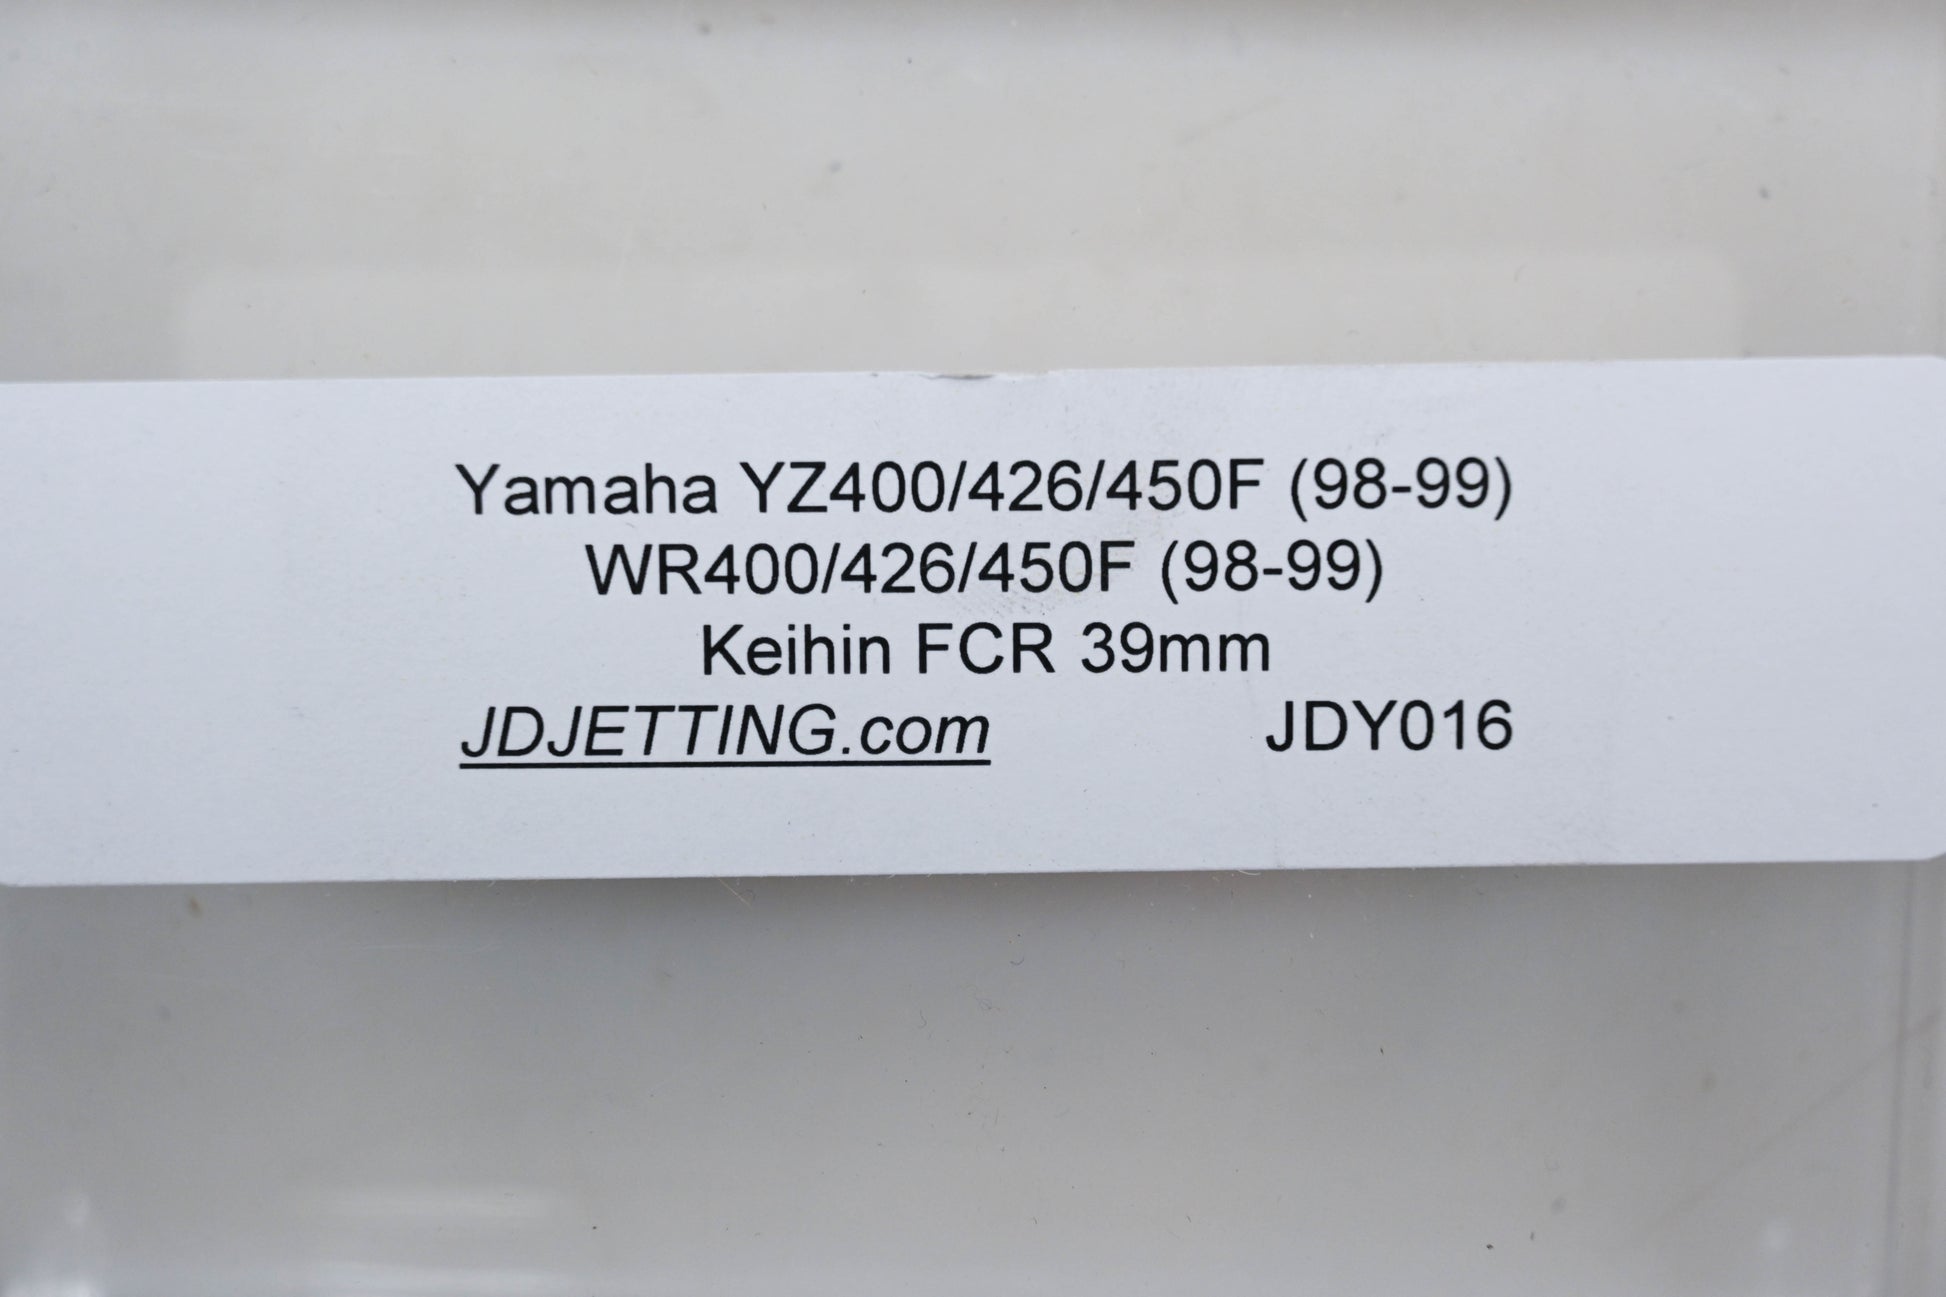 Yamaha YZ400/426/450F (98-99)
WR400/426/450F (98-99)
Keihin FCR 39mm
JDJETTING.com JDY016